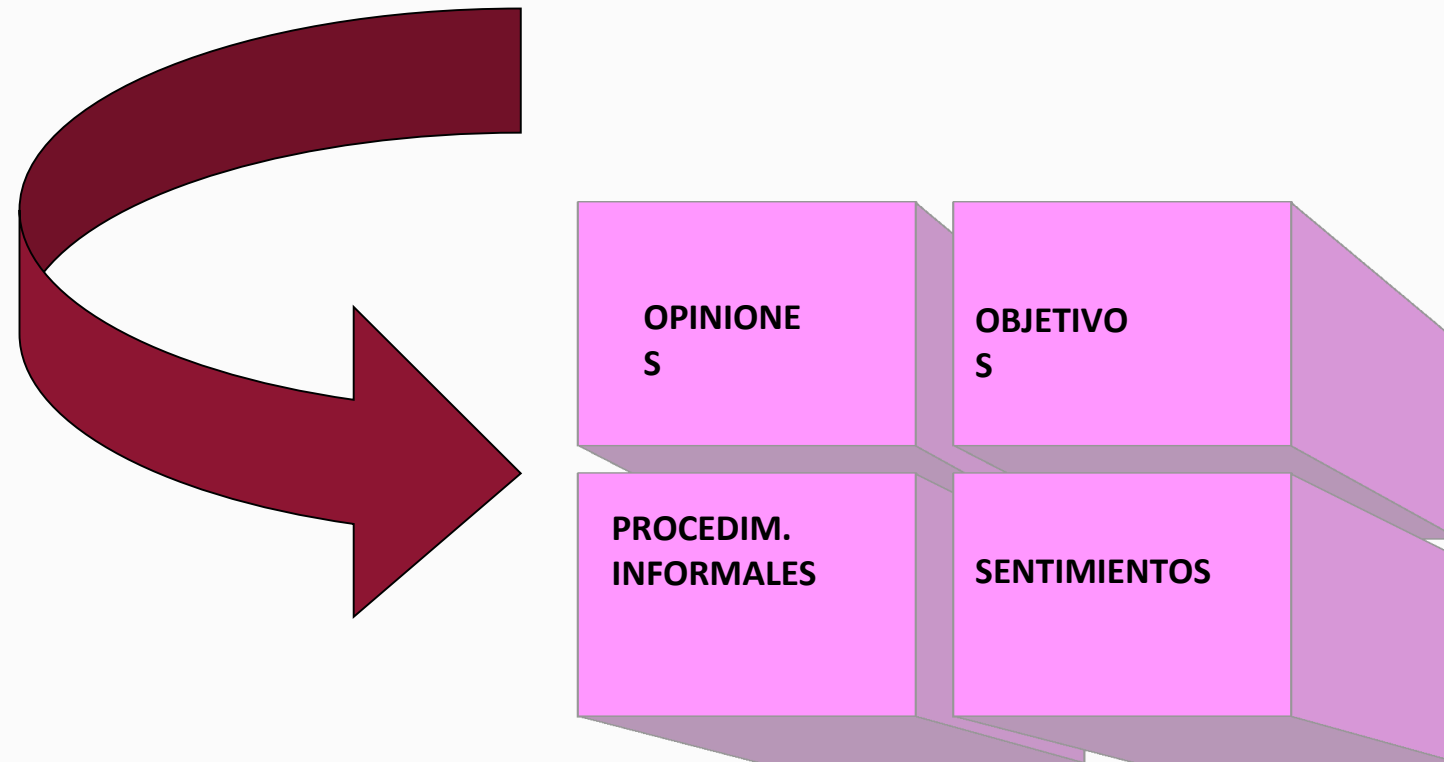 OPINIONE
S
OBJETIVO
S
PROCEDIM.
INFORMALES
SENTIMIENTOS